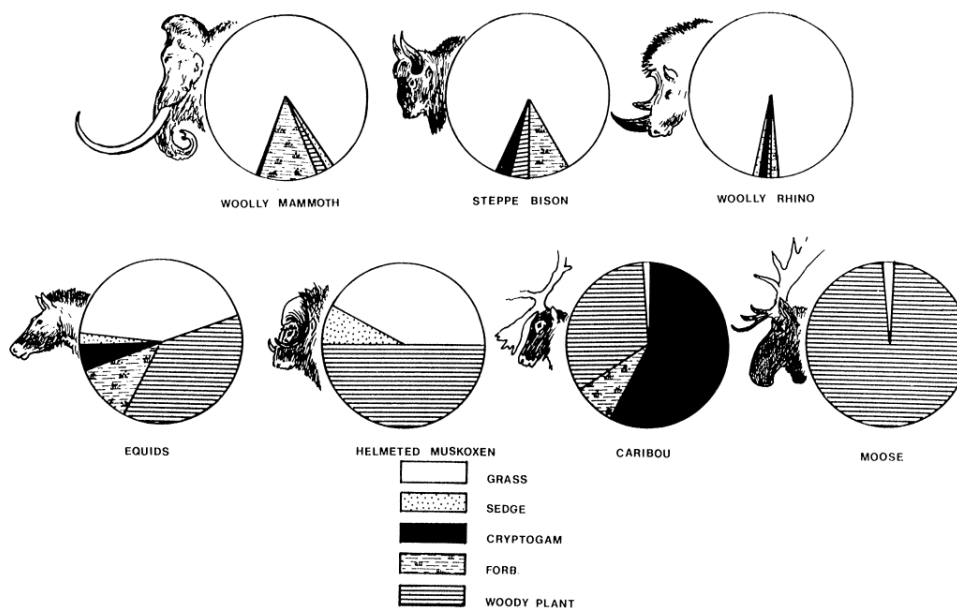 WOOLLY MAMMOTH
STEPPE BISON
WOOLLY RHINO
EQUIDS
HELMETED MUSKOXEN
CARIBOU
MOOSE
GRASS
SEDGE
CRYPTOGAM
FORB.
WOODY PLANT